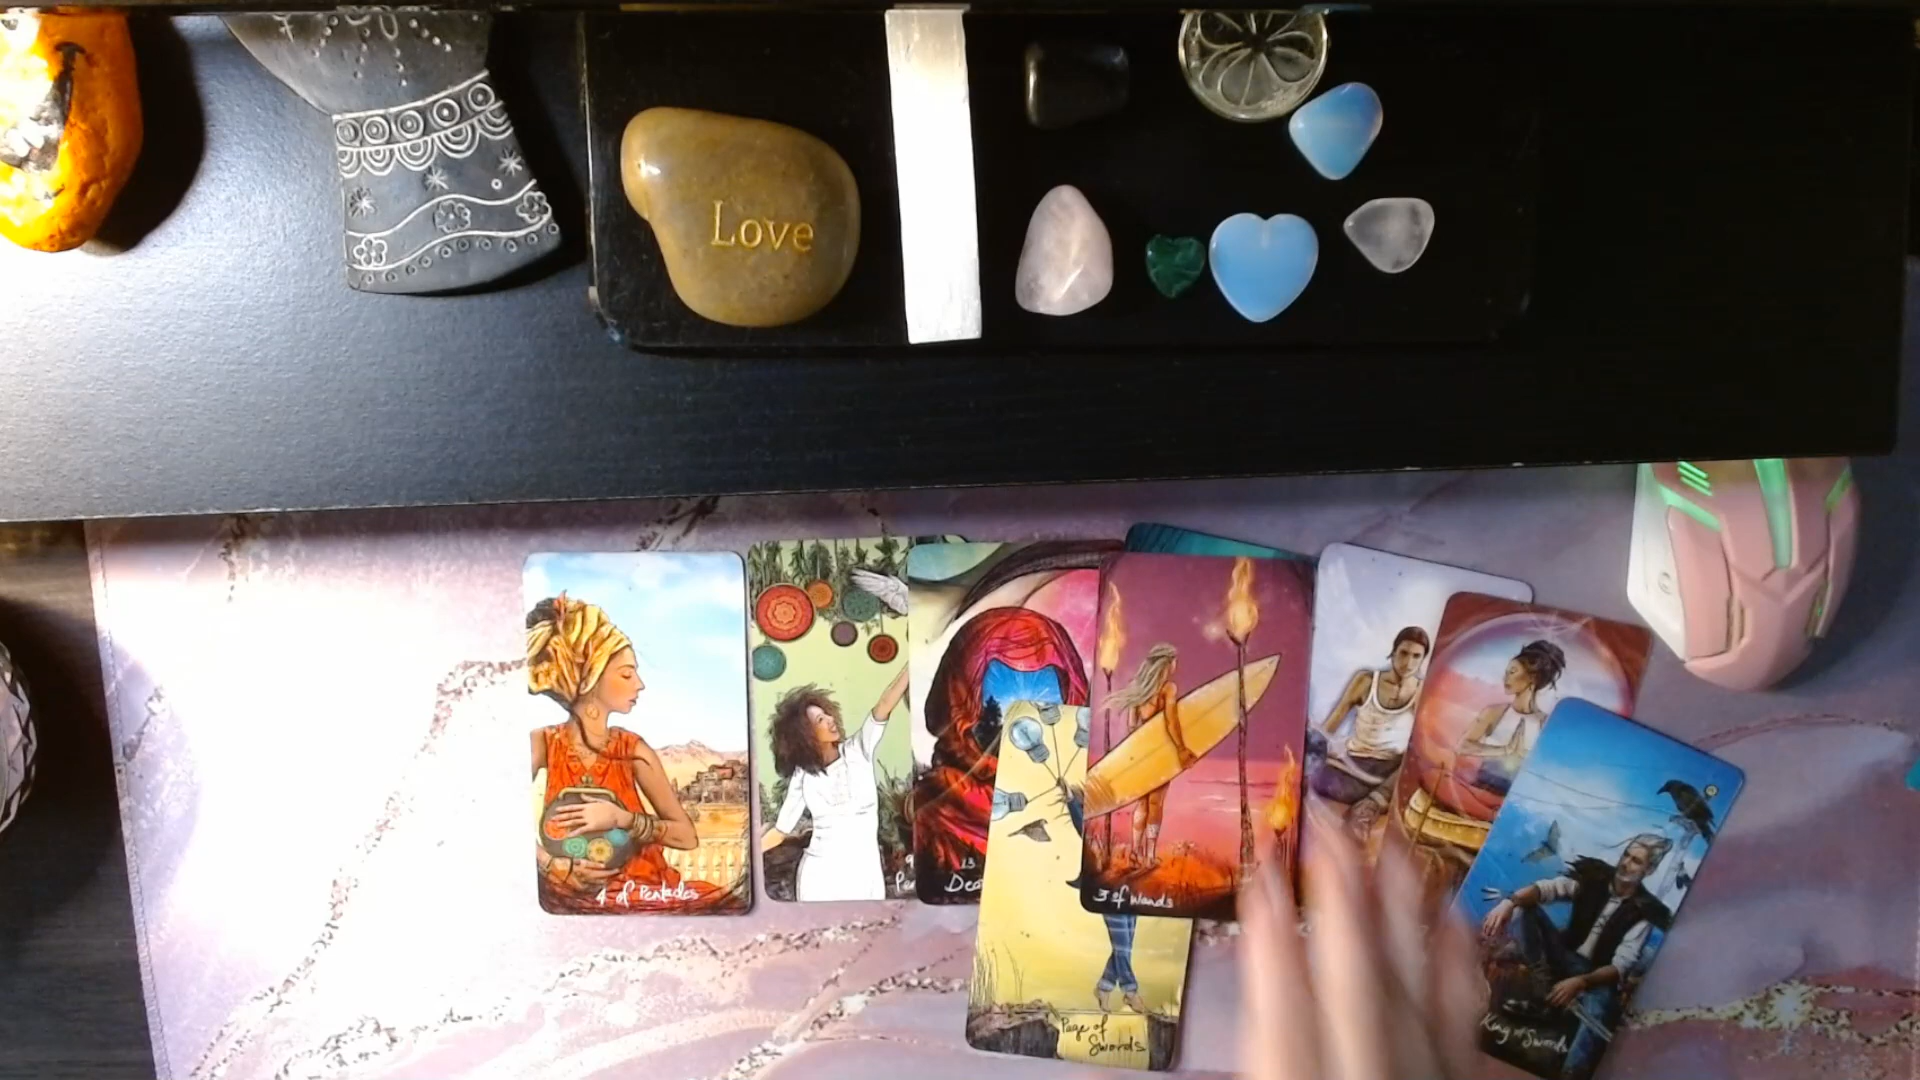 Love
4 of Pentacles
13
3 of Wands
Page of
Swords
King of Swords